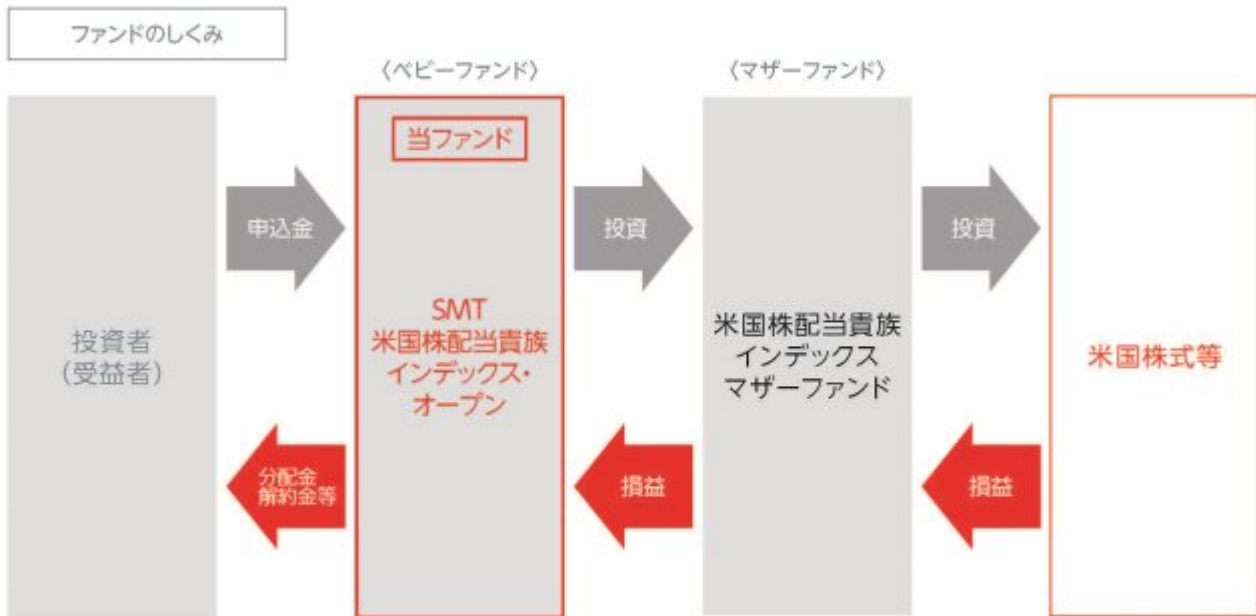 ファンドのしくみ
〈ベビーファンド〉
〈マザーファンド〉
当ファンド
申込金
投資
投資
投資者
（受益者）
SMT
米国株配当貴族
インデックス・
オープン
米国株配当貴族
インデックス
マザーファンド
米国株式等
分配金
解約金等
損益
損益